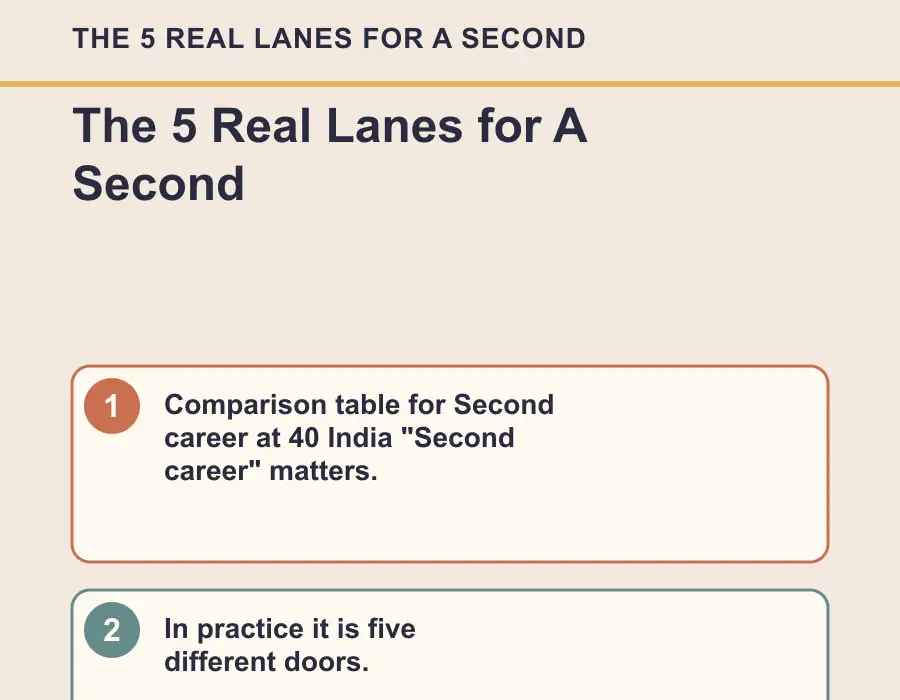 THE 5 REAL LANES FOR A SECOND
The 5 Real Lanes for A
Second
1
Comparison table for Second
career at 40 India "Second
career" matters.
2
In practice it is five
different doors.